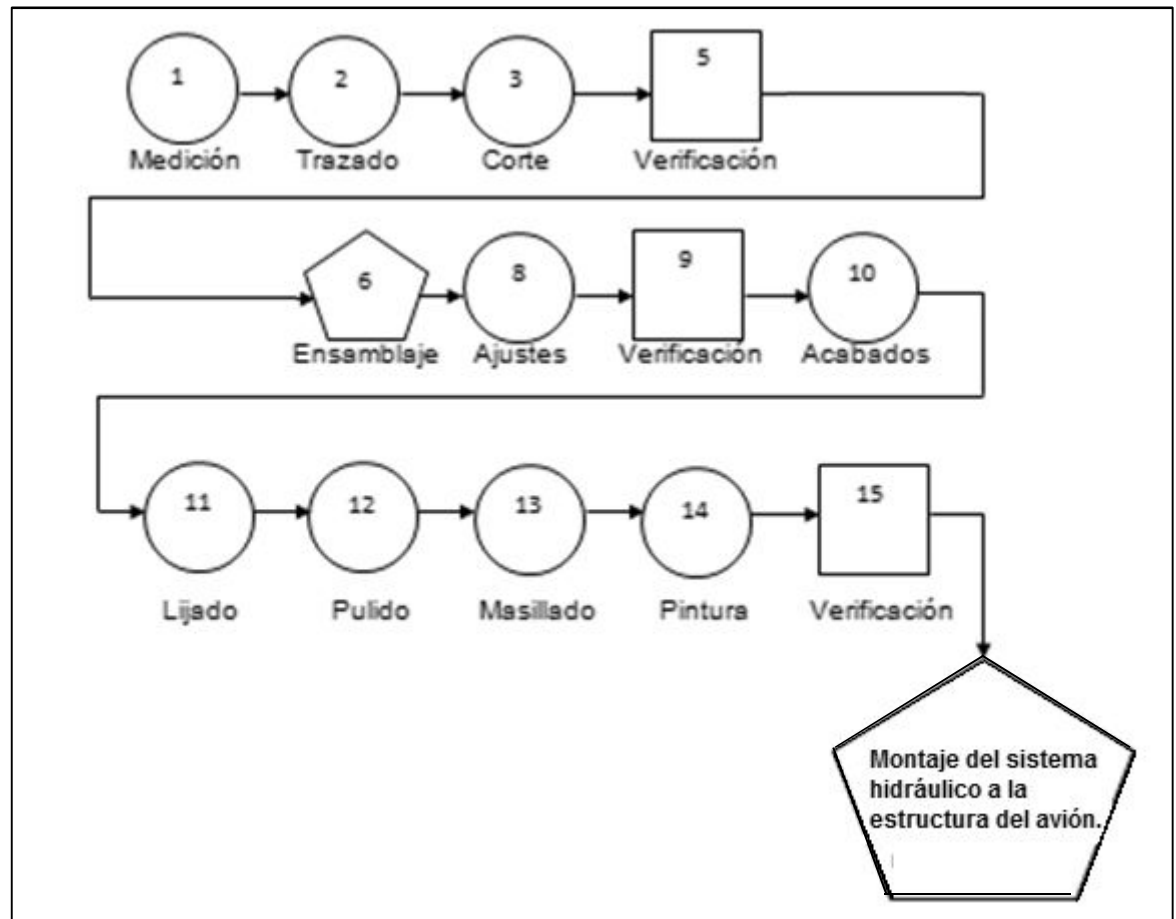 1
2
3
5
Medición
Trazado
Corte
Verificación
6
8
9
10
Ensamblaje
Ajustes
Verificación
Acabados
11
12
13
14
15
Lijado
Pulido
Masillado
Pintura
Verificación
Montaje del sistema
hidráulico a la
estructura del avión.